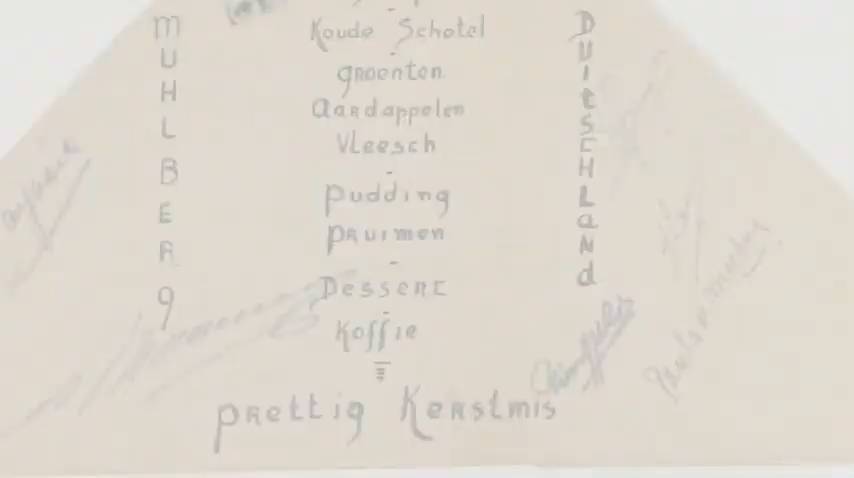 MUHLBERg
Koude Schotel
-
groenten
Aardappelen
VLeesch
-
pudding
pruimen
-
Dessert
-
Koffie
DUItSCHLaNd
prettig Kerstmis